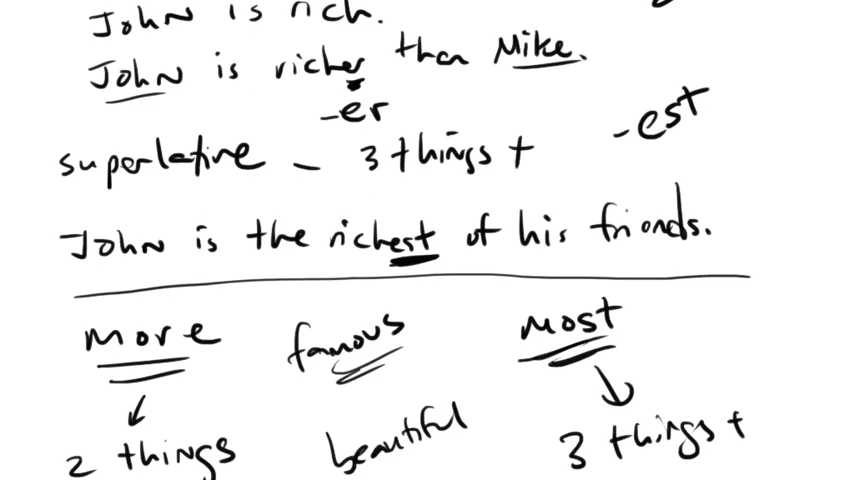 John is rich.
John is richer than Mike.
-er
superlative - 3 things + -est
John is the richest of his friends.
more famous most
2 things beautiful 3 things +